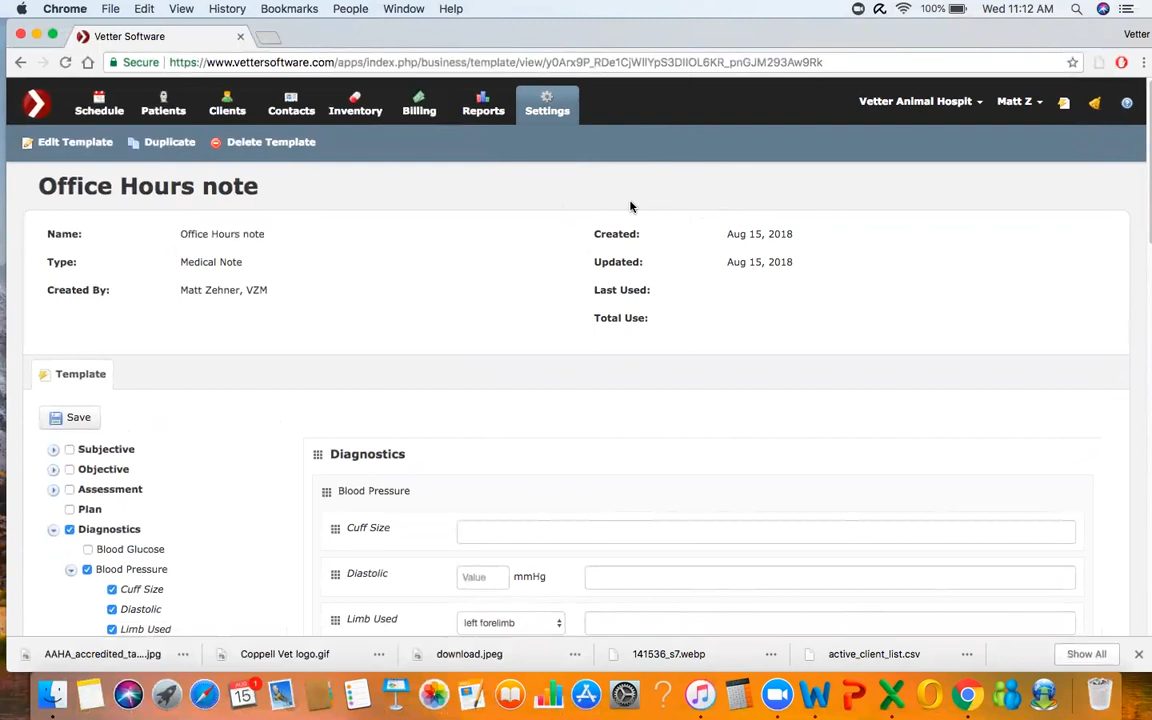 Chrome File Edit View History Bookmarks People Window Help 100% Wed 11:12 AM
Vetter Software Vetter
Secure https://www.vettersoftware.com/apps/index.php/business/template/view/y0Arx9P_RDe1CjWIlYpS3DIIOL6KR_pnGJM293Aw9Rk
Schedule Patients Clients Contacts Inventory Billing Reports Settings Vetter Animal Hospit Matt Z
Edit Template Duplicate Delete Template
Office Hours note
Name: Office Hours note Created: Aug 15, 2018
Type: Medical Note Updated: Aug 15, 2018
Created By: Matt Zehner, VZM Last Used:
Total Use:
Template
Save
Subjective
Objective
Assessment
Plan
Diagnostics
Blood Glucose
Blood Pressure
Cuff Size
Diastolic
Limb Used
Diagnostics
Blood Pressure
Cuff Size
Diastolic Value mmHg
Limb Used left forelimb
AAHA_accredited_ta....jpg Coppell Vet logo.gif download.jpeg 141536_s7.webp active_client_list.csv Show All
AUG 15 1